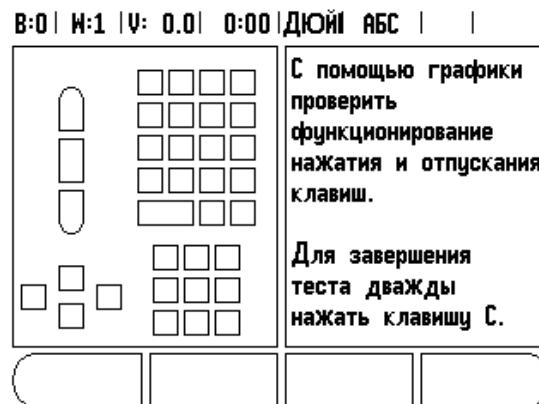 B:0| W:1 |V: 0.0| 0:00|ДЮЙ| АБС | |
С помощью графики
проверить
функционирование
нажатия и отпускания
клавиш.
Для завершения
теста дважды
нажать клавишу C.